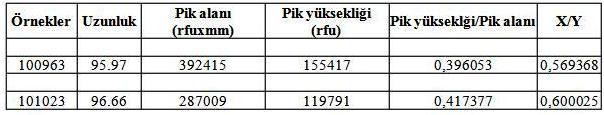 Örnekler Uzunluk Pik alanı (rfuxmm) Pik yüksekliği (rfu) Pik yükseklği/Pik alanı X/Y
100963 95.97 392415 155417 0,396053 0,569368
101023 96.66 287009 119791 0,417377 0,600025